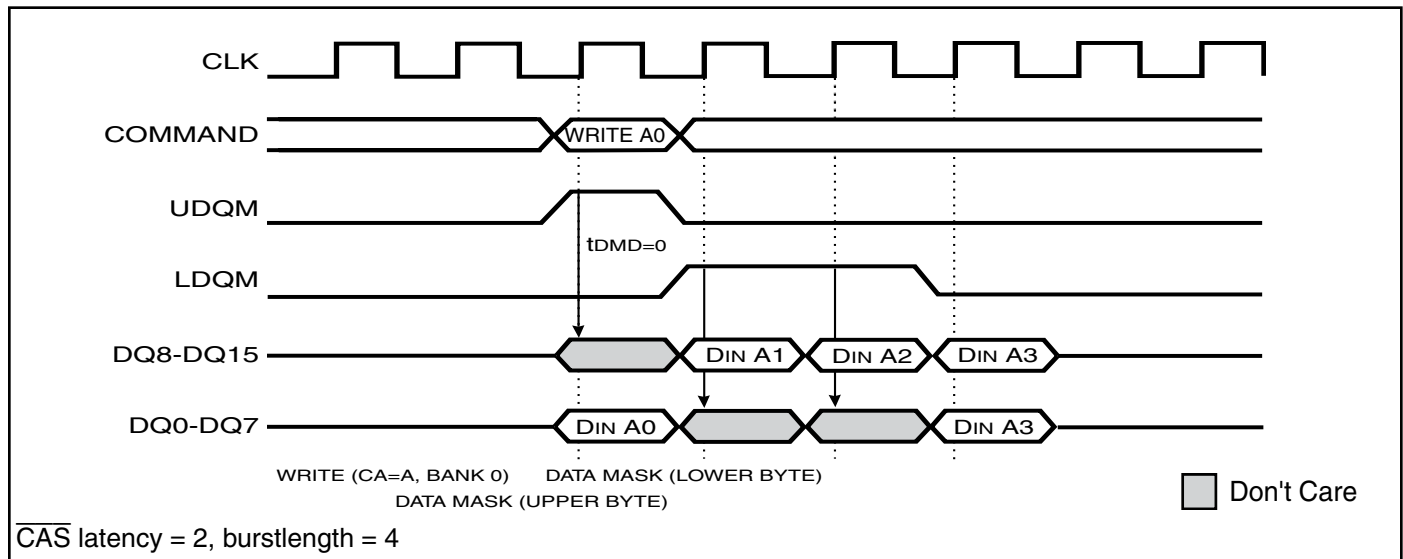 CLK
COMMAND
WRITE A0
UDQM
tDMD=0
LDQM
DQ8-DQ15
DIN A1 DIN A2 DIN A3
DQ0-DQ7
DIN A0 DIN A3
WRITE (CA=A, BANK 0) DATA MASK (LOWER BYTE)
DATA MASK (UPPER BYTE)
Don't Care
CAS latency = 2, burstlength = 4